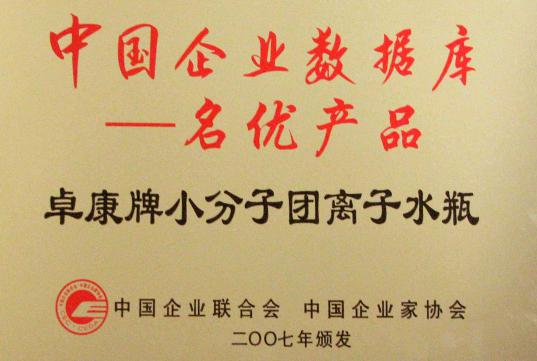 中国企业数据库
——名优产品
卓康牌小分子团离子水瓶
中国企业联合会 中国企业家协会
二〇〇七年颁发